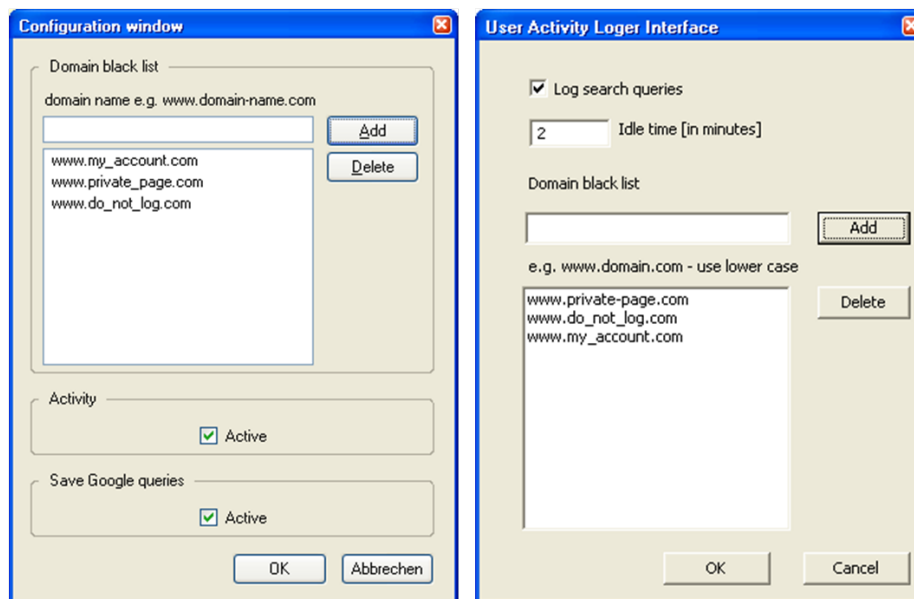 Configuration window
Domain black list
domain name e.g. www.domain-name.com
Add
www.my_account.com
www.private_page.com
www.do_not_log.com
Delete
Activity
Active
Save Google queries
Active
OK
Abbrechen
User Activity Loger Interface
Log search queries
2
Idle time [in minutes]
Domain black list
Add
e.g. www.domain.com - use lower case
www.private-page.com
www.do_not_log.com
www.my_account.com
Delete
OK
Cancel